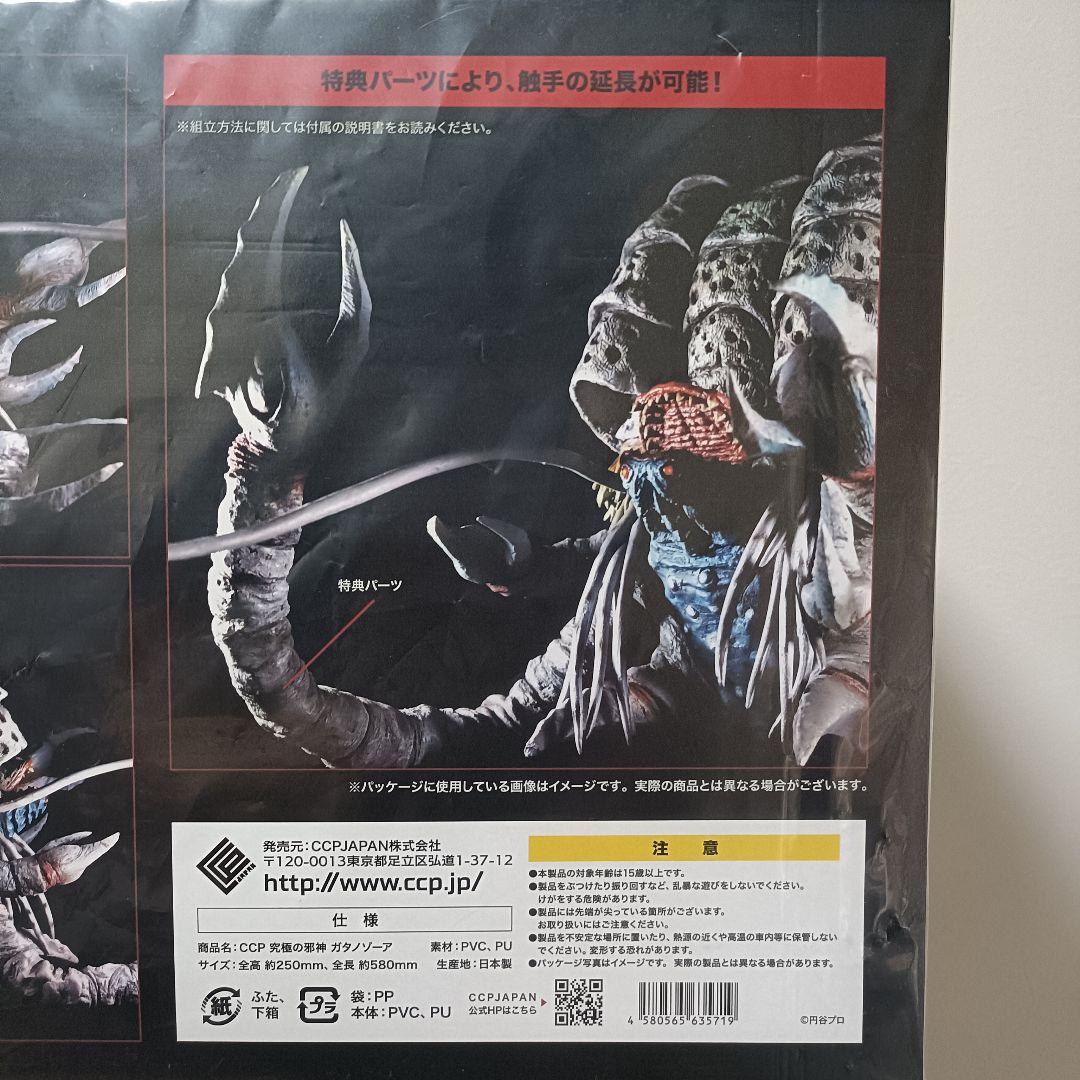 特典パーツにより、触手の延長が可能！
※組立方法に関しては付属の説明書をお読みください。
特典パーツ
※パッケージに使用している画像はイメージです。実際の商品とは異なる場合がございます。
発売元:CCPJAPAN株式会社
〒120-0013東京都足立区弘道1-37-12
http://www.ccp.jp/
仕 様
商品名:CCP 究極の邪神 ガタノゾーア 素材:PVC、PU
サイズ:全高 約250mm、全長 約580mm 生産地:日本製
紙 ふた、下箱
プラ 袋:PP
本体:PVC、PU
注 意
●本製品の対象年齢は15歳以上です。
●製品をぶつけたり振り回すなど、乱暴な遊びをしないでください。
けがをする危険があります。
●製品には先端が尖っている箇所がございます。
お取り扱いにはご注意ください。
●製品を不安定な場所に置いたり、熱源の近くや高温の車内等に保管しない
でください。変形する恐れがあります。
●パッケージ写真はイメージです。 実際の製品とは異なる場合があります。
CCPJAPAN
公式HPはこちら
4 580565 635719
©円谷プロ